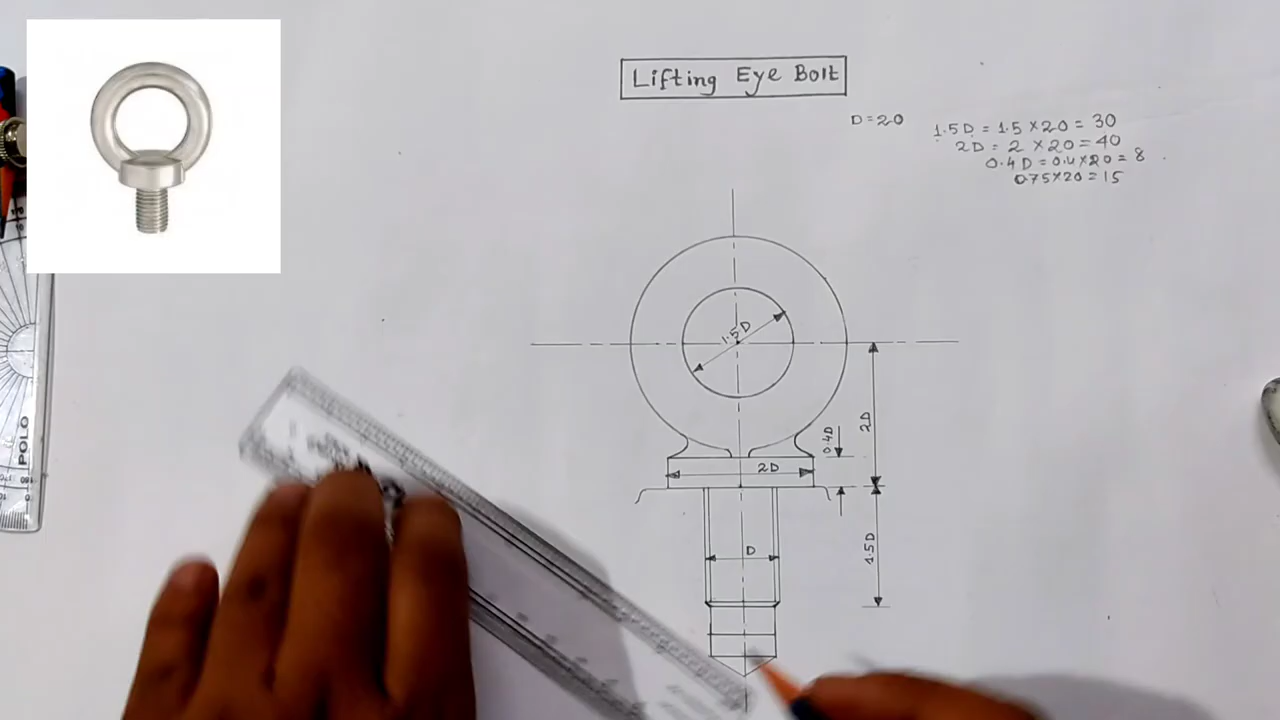 Lifting Eye Bolt
D = 20
1.5D = 1.5 × 20 = 30
2D = 2 × 20 = 40
0.4D = 0.4×20 = 8
0.75×20 = 15
1.5D
2D
0.4D
2D
D
1.5D
POLO